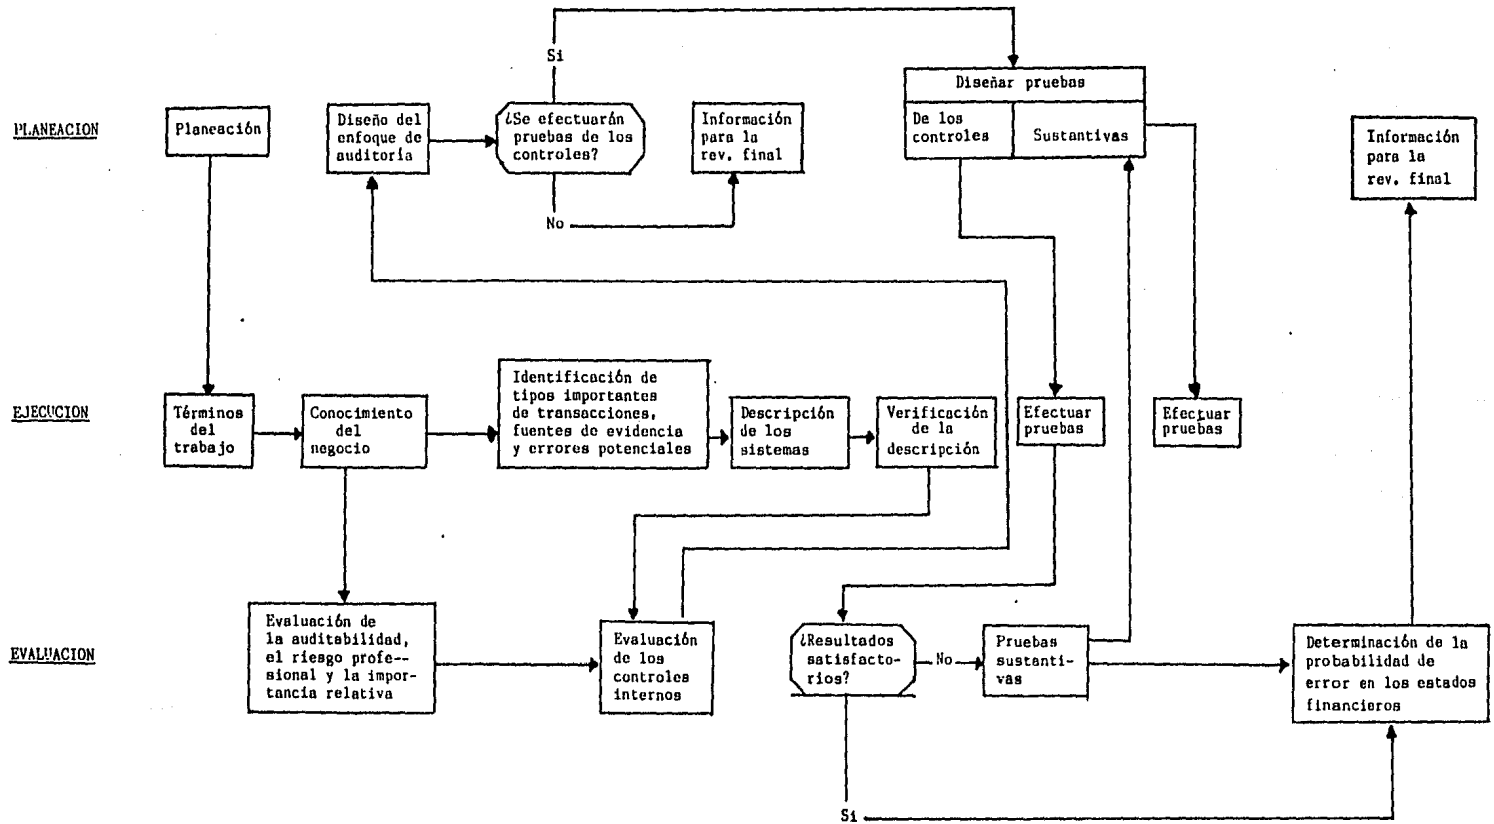 Si
Diseñar pruebas
De los
controles
Sustantivas
PLANEACION
Planeación
Diseño del
enfoque de
auditoría
¿Se efectuarán
pruebas de los
controles?
Información
para la
rev. final
Información
para la
rev. final
No
EJECUCION
Términos
del
trabajo
Conocimiento
del
negocio
Identificación de
tipos importantes
de transacciones,
fuentes de evidencia
y errores potenciales
Descripción
de los
sistemas
Verificación
de la
descripción
Efectuar
pruebas
Efectuar
pruebas
EVALUACION
Evaluación de
la auditabilidad,
el riesgo profe--
sional y la impor-
tancia relativa
Evaluación
de los
controles
internos
¿Resultados
satisfacto-
rios?
No
Pruebas
sustanti-
vas
Determinación de la
probabilidad de
error en los estados
financieros
Si